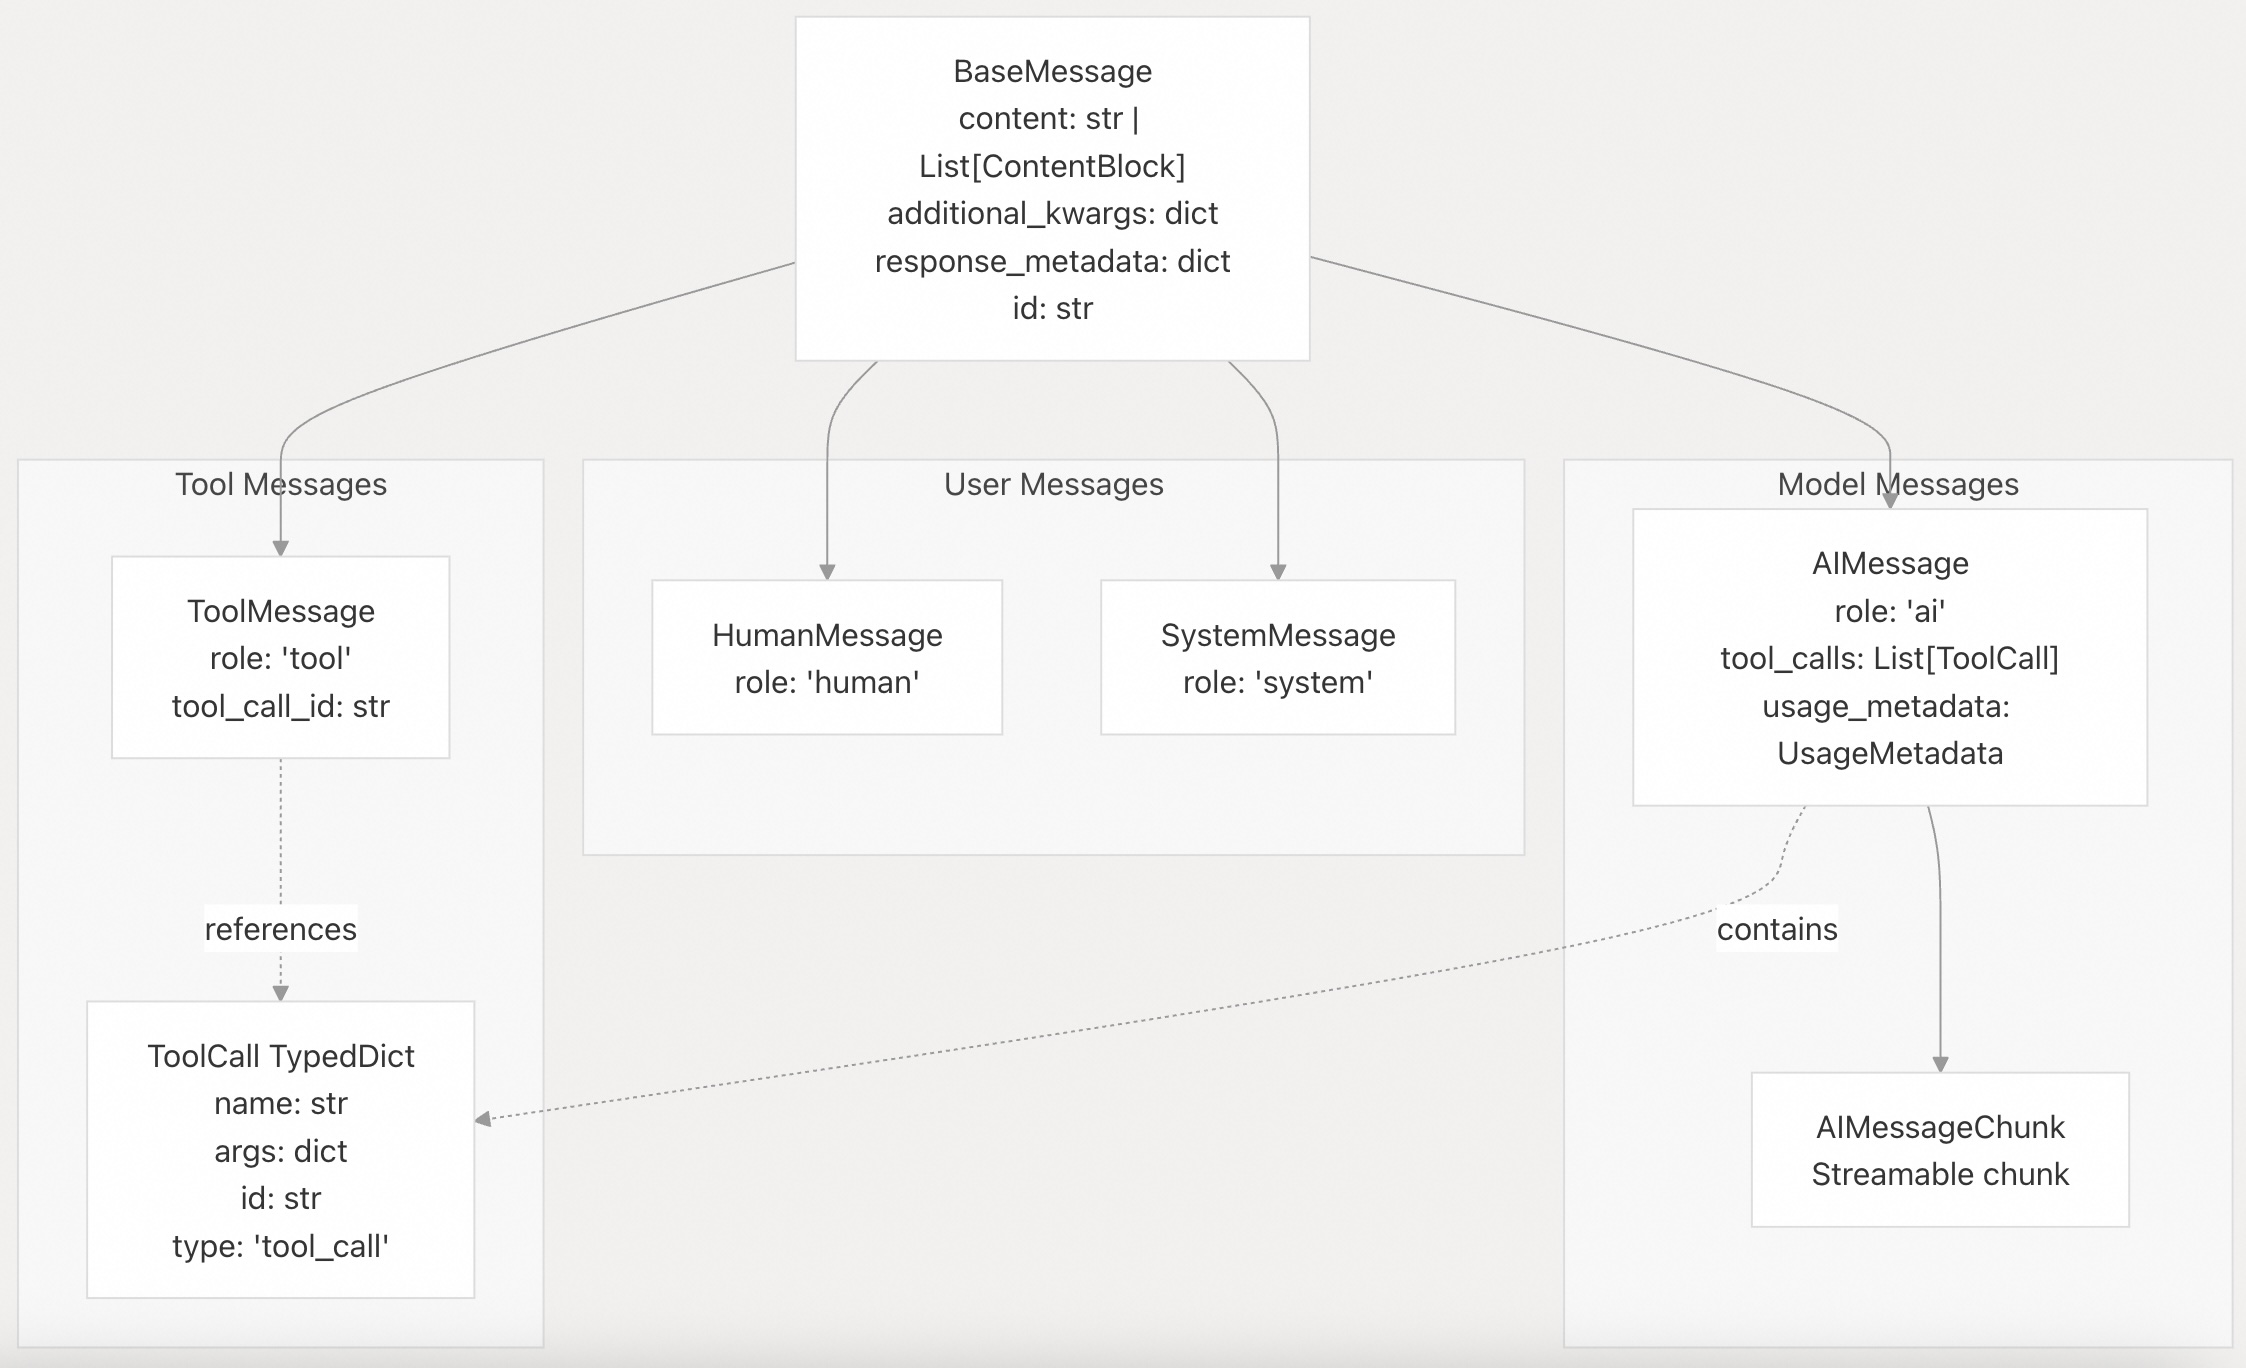 BaseMessage
content: str |
List[ContentBlock]
additional_kwargs: dict
response_metadata: dict
id: str
Tool Messages
ToolMessage
role: 'tool'
tool_call_id: str
references
ToolCall TypedDict
name: str
args: dict
id: str
type: 'tool_call'
User Messages
HumanMessage
role: 'human'
SystemMessage
role: 'system'
Model Messages
AIMessage
role: 'ai'
tool_calls: List[ToolCall]
usage_metadata:
UsageMetadata
contains
AIMessageChunk
Streamable chunk